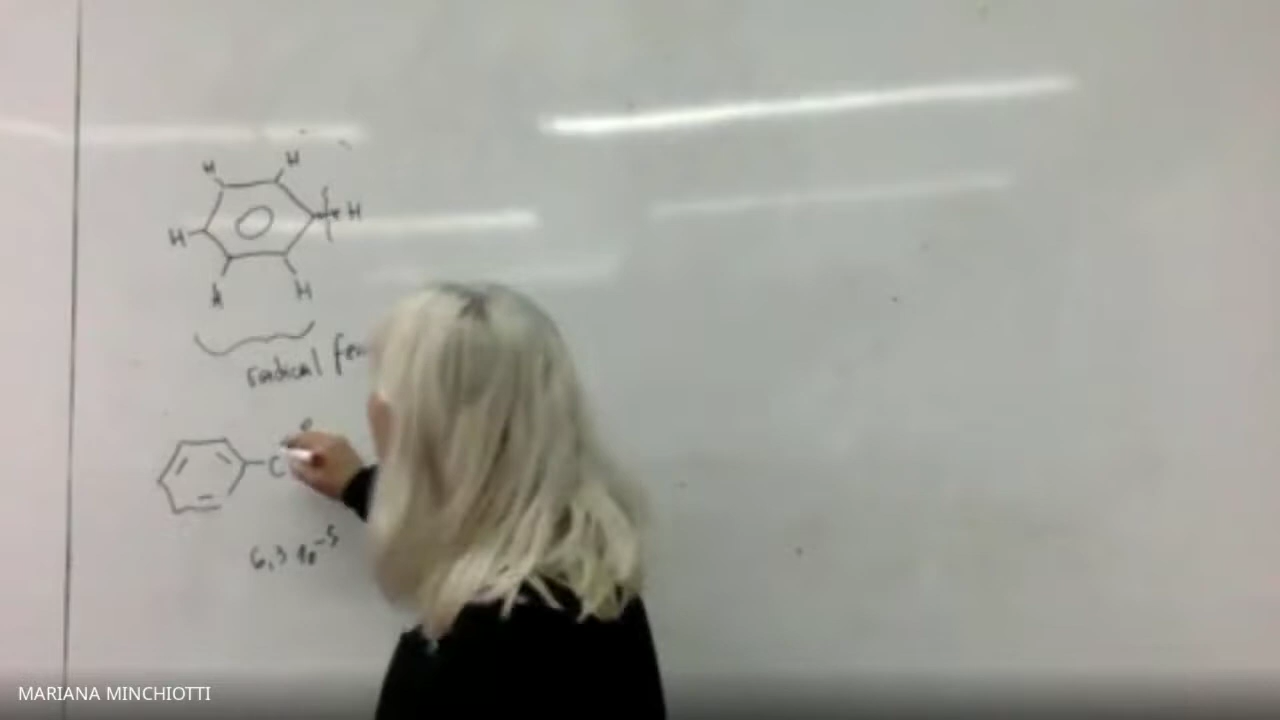 H H
H H
H H
radical
C
6,3 10⁻⁵
MARIANA MINCHIOTTI